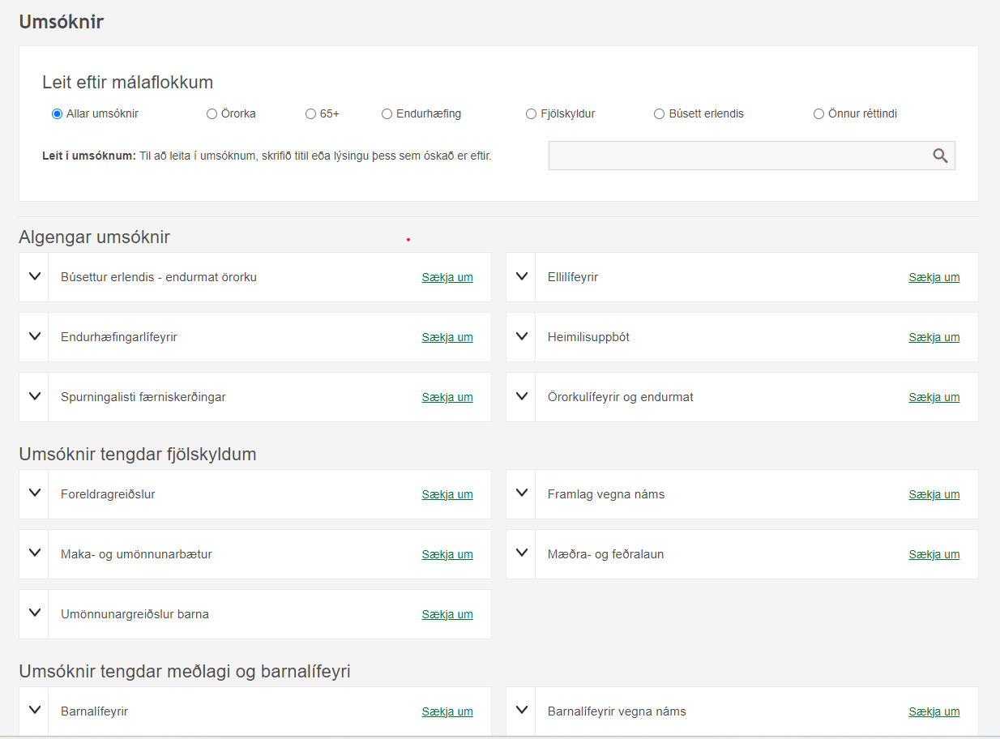 Umsóknir
Leit eftir málaflokkum
Allar umsóknir Örorka 65+ Endurhæfing Fjölskyldur Búsett erlendis Önnur réttindi
Leit í umsóknum: Til að leita í umsóknum, skrifið titil eða lýsingu þess sem óskað er eftir.
Algengar umsóknir
Búsettur erlendis - endurmat örorku Sækja um
Ellilífeyrir Sækja um
Endurhæfingarlífeyrir Sækja um
Heimilisuppbót Sækja um
Spurningalisti færniskerðingar Sækja um
Örorkulífeyrir og endurmat Sækja um
Umsóknir tengdar fjölskyldum
Foreldragreiðslur Sækja um
Framlag vegna náms Sækja um
Maka- og umönnunarbætur Sækja um
Mæðra- og feðralaun Sækja um
Umönnunargreiðslur barna Sækja um
Umsóknir tengdar meðlagi og barnalífeyri
Barnalífeyrir Sækja um
Barnalífeyrir vegna náms Sækja um